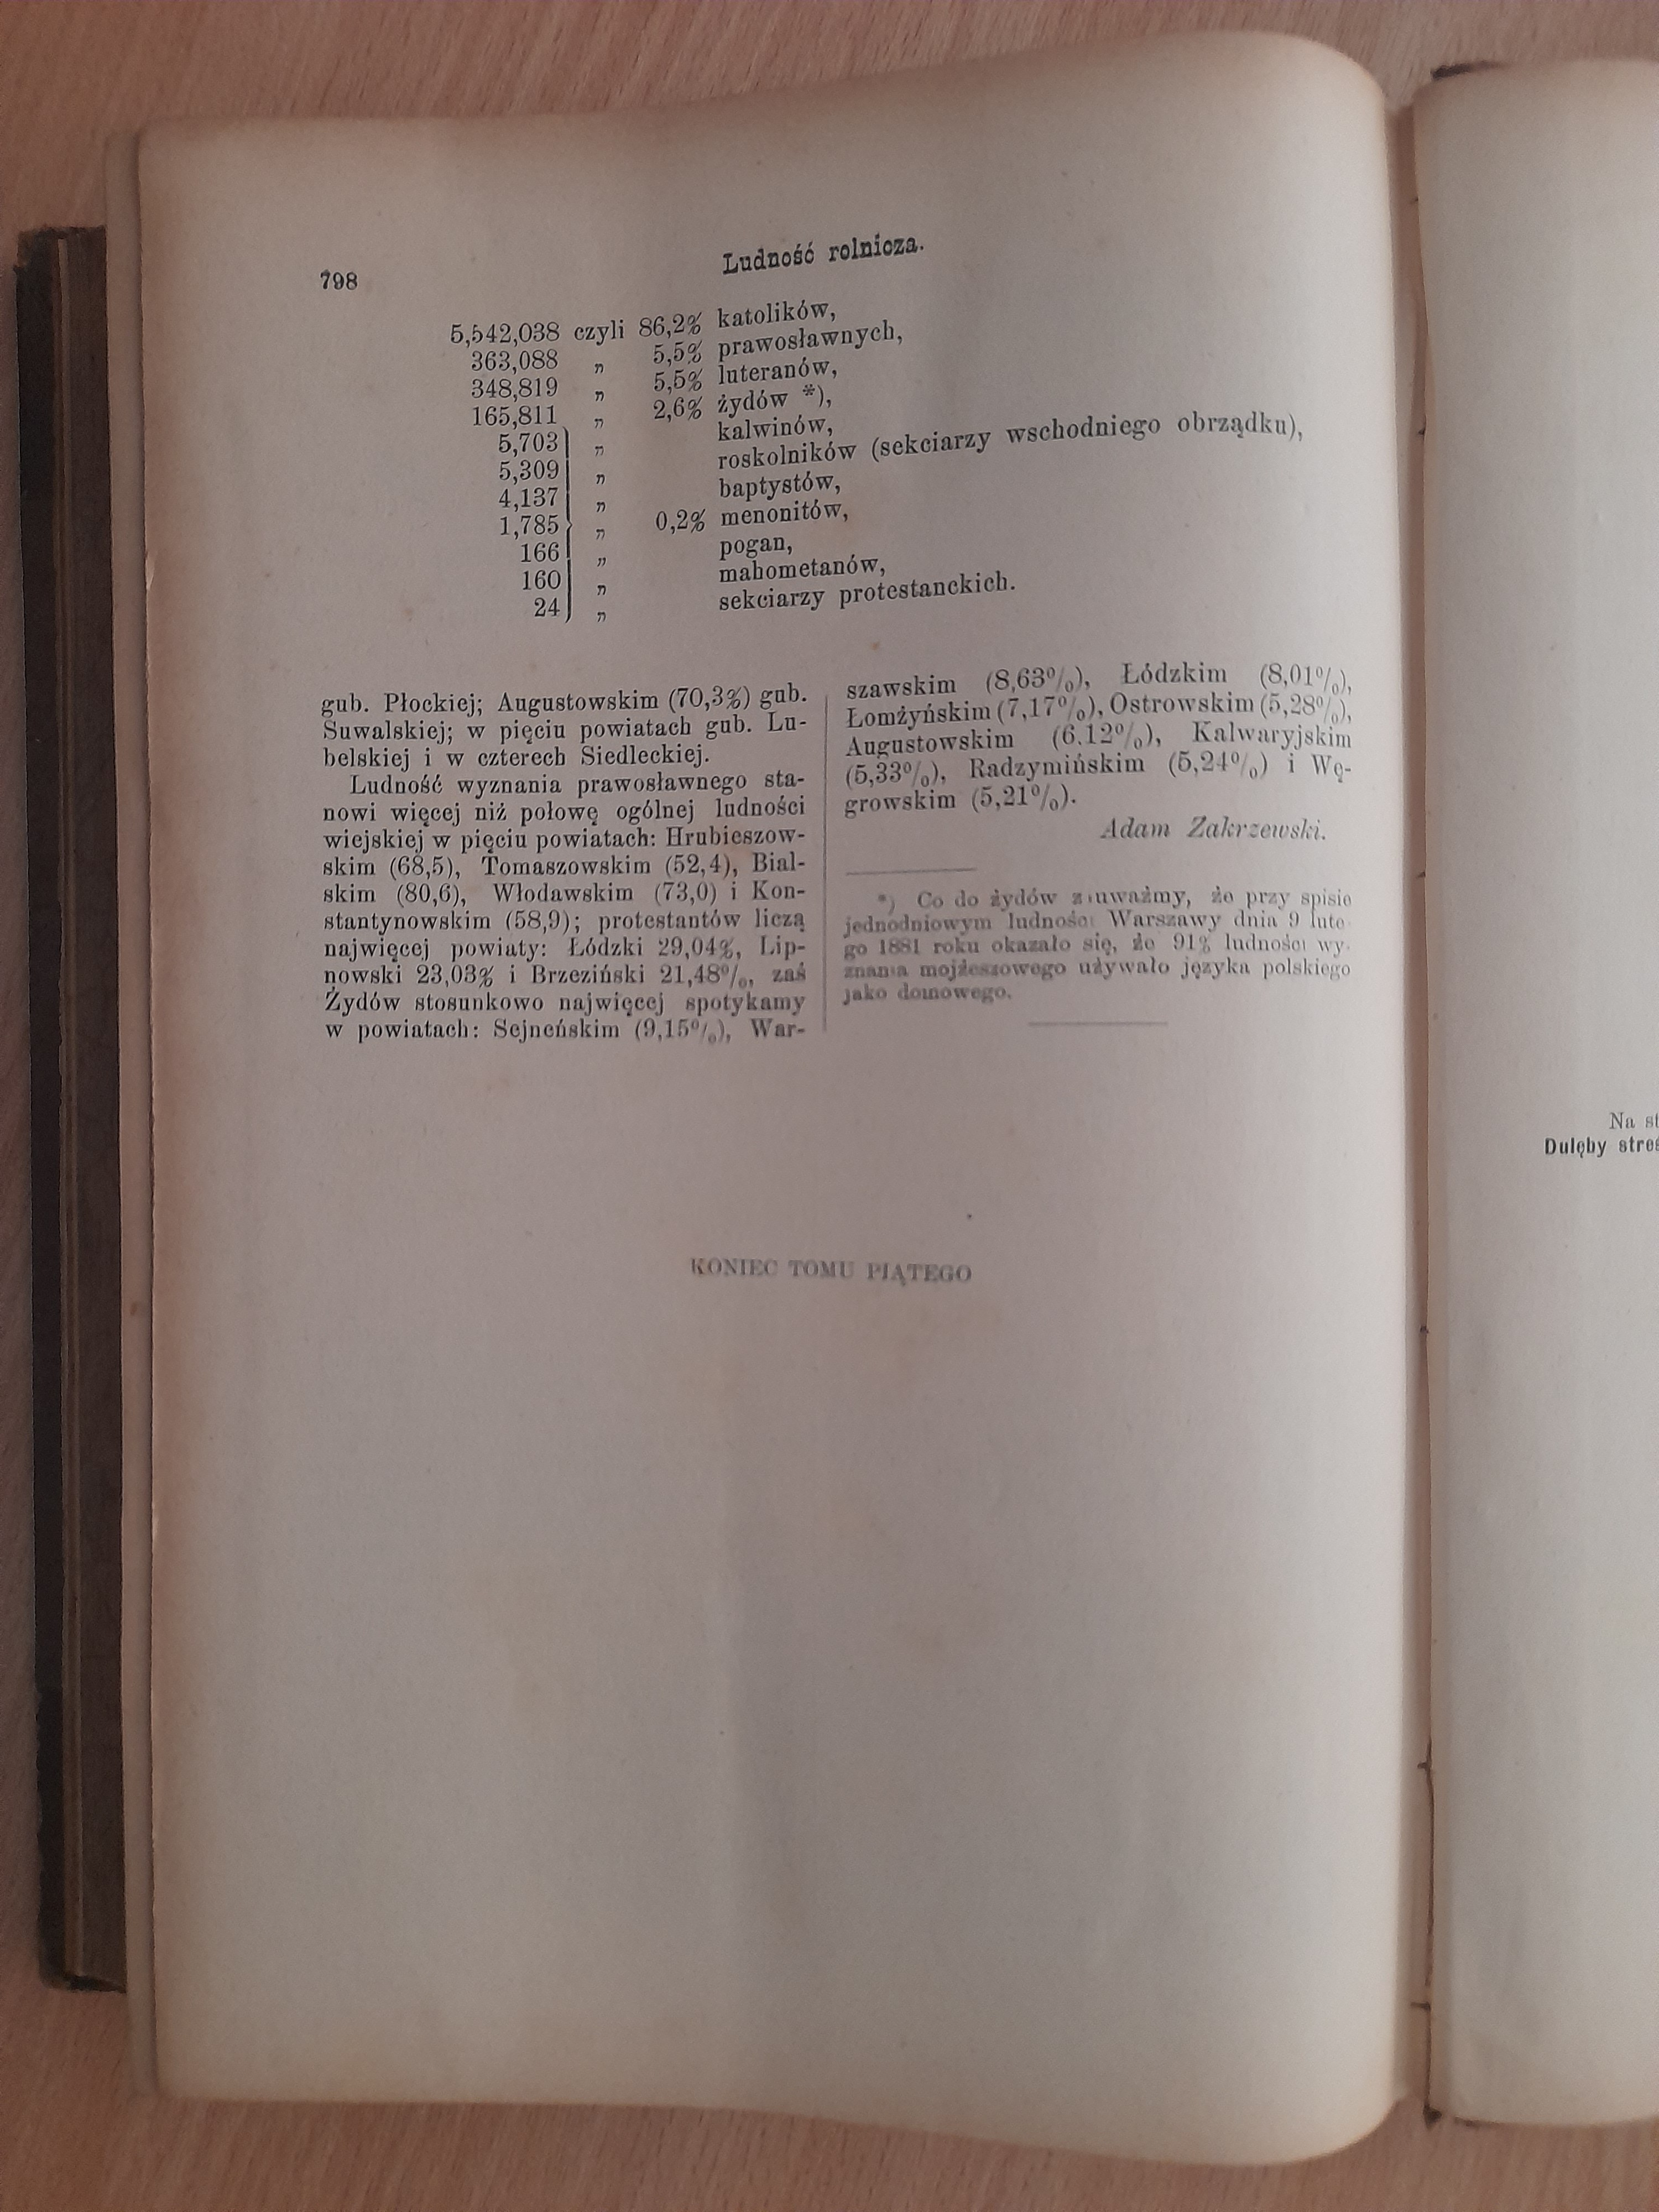 798
Ludność rolnicza.
5,542,038 czyli 86,2% katolików,
363,088 „ 5,5% prawosławnych,
348,819 „ 5,5% luteranów,
165,811 „ 2,6% żydów *),
5,703 „ kalwinów,
5,309 „ roskolników (sekciarzy wschodniego obrządku),
4,137 „ baptystów,
1,785 „ 0,2% menonitów,
166 „ pogan,
160 „ mahometanów,
24 „ sekciarzy protestanckich.
gub. Płockiej; Augustowskim (70,3%) gub.
Suwalskiej; w pięciu powiatach gub. Lu-
belskiej i w czterech Siedleckiej.
Ludność wyznania prawosławnego sta-
nowi więcej niż połowę ogólnej ludności
wiejskiej w pięciu powiatach: Hrubieszow-
skim (68,5), Tomaszowskim (52,4), Bial-
skim (80,6), Włodawskim (73,0) i Kon-
stantynowskim (58,9); protestantów liczą
najwięcej powiaty: Łódzki 29,04%, Lip-
nowski 23,03% i Brzeziński 21,48%, zaś
Żydów stosunkowo najwięcej spotykamy
w powiatach: Sejneńskim (9,15%), War-
szawskim (8,63%), Łódzkim (8,01%),
Łomżyńskim (7,17%), Ostrowskim (5,28%),
Augustowskim (6.12%), Kalwaryjskim
(5,33%), Radzymińskim (5,24%) i Wę-
growskim (5,21%).
Adam Zakrzewski.
*) Co do żydów zauważmy, że przy spisie
jednodniowym ludności Warszawy dnia 9 lute-
go 1881 roku okazało się, że 91% ludności wy-
znania mojżeszowego używało języka polskiego
jako domowego.
KONIEC TOMU PIĄTEGO
Na
Dulęby